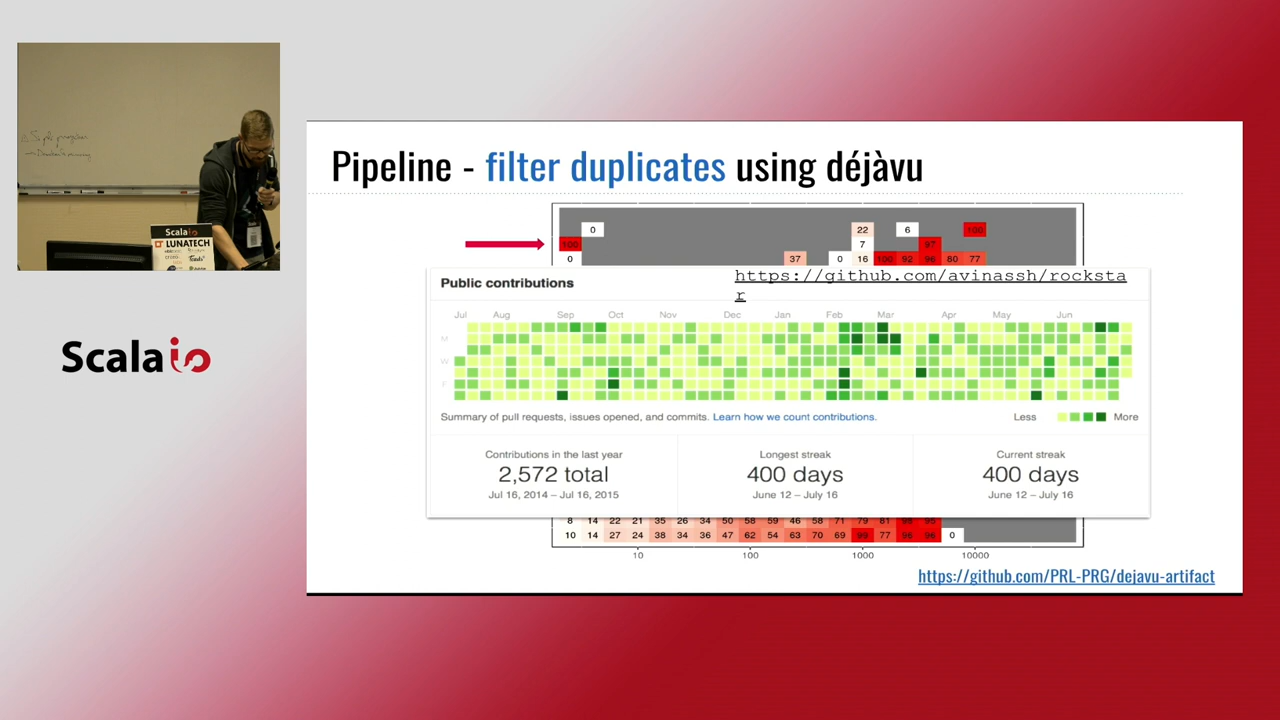 Pipeline - filter duplicates using déjàvu
0 22 6 100
100 7 97
0 37 0 16 100 92 96 80 77
https://github.com/avinassh/rocksta
r
Public contributions
Jul Aug Sep Oct Nov Dec Jan Feb Mar Apr May Jun
M
W
F
Summary of pull requests, issues opened, and commits. Learn how we count contributions. Less More
Contributions in the last year Longest streak Current streak
2,572 total 400 days 400 days
Jul 16, 2014 – Jul 16, 2015 June 12 – July 16 June 12 – July 16
8 14 22 21 35 26 34 50 58 59 46 58 71 79 81
10 14 27 24 38 34 36 47 62 54 63 70 69 77 0
10 100 1000 10000
https://github.com/PRL-PRG/dejavu-artifact
Scala
LUNATECH
Scala io